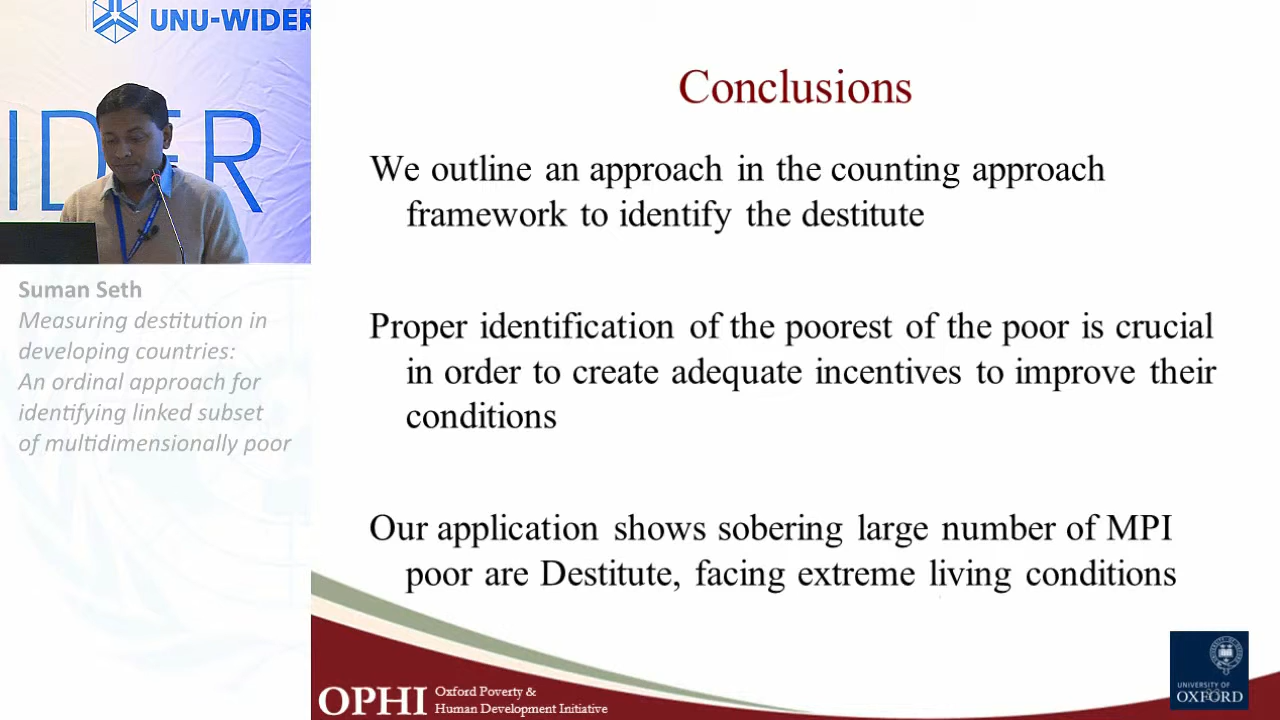 UNU-WIDER
IDER
Suman Seth
Measuring destitution in
developing countries:
An ordinal approach for
identifying linked subset
of multidimensionally poor
Conclusions
We outline an approach in the counting approach
framework to identify the destitute
Proper identification of the poorest of the poor is crucial
in order to create adequate incentives to improve their
conditions
Our application shows sobering large number of MPI
poor are Destitute, facing extreme living conditions
OPHI
Oxford Poverty &
Human Development Initiative
UNIVERSITY OF
OXFORD